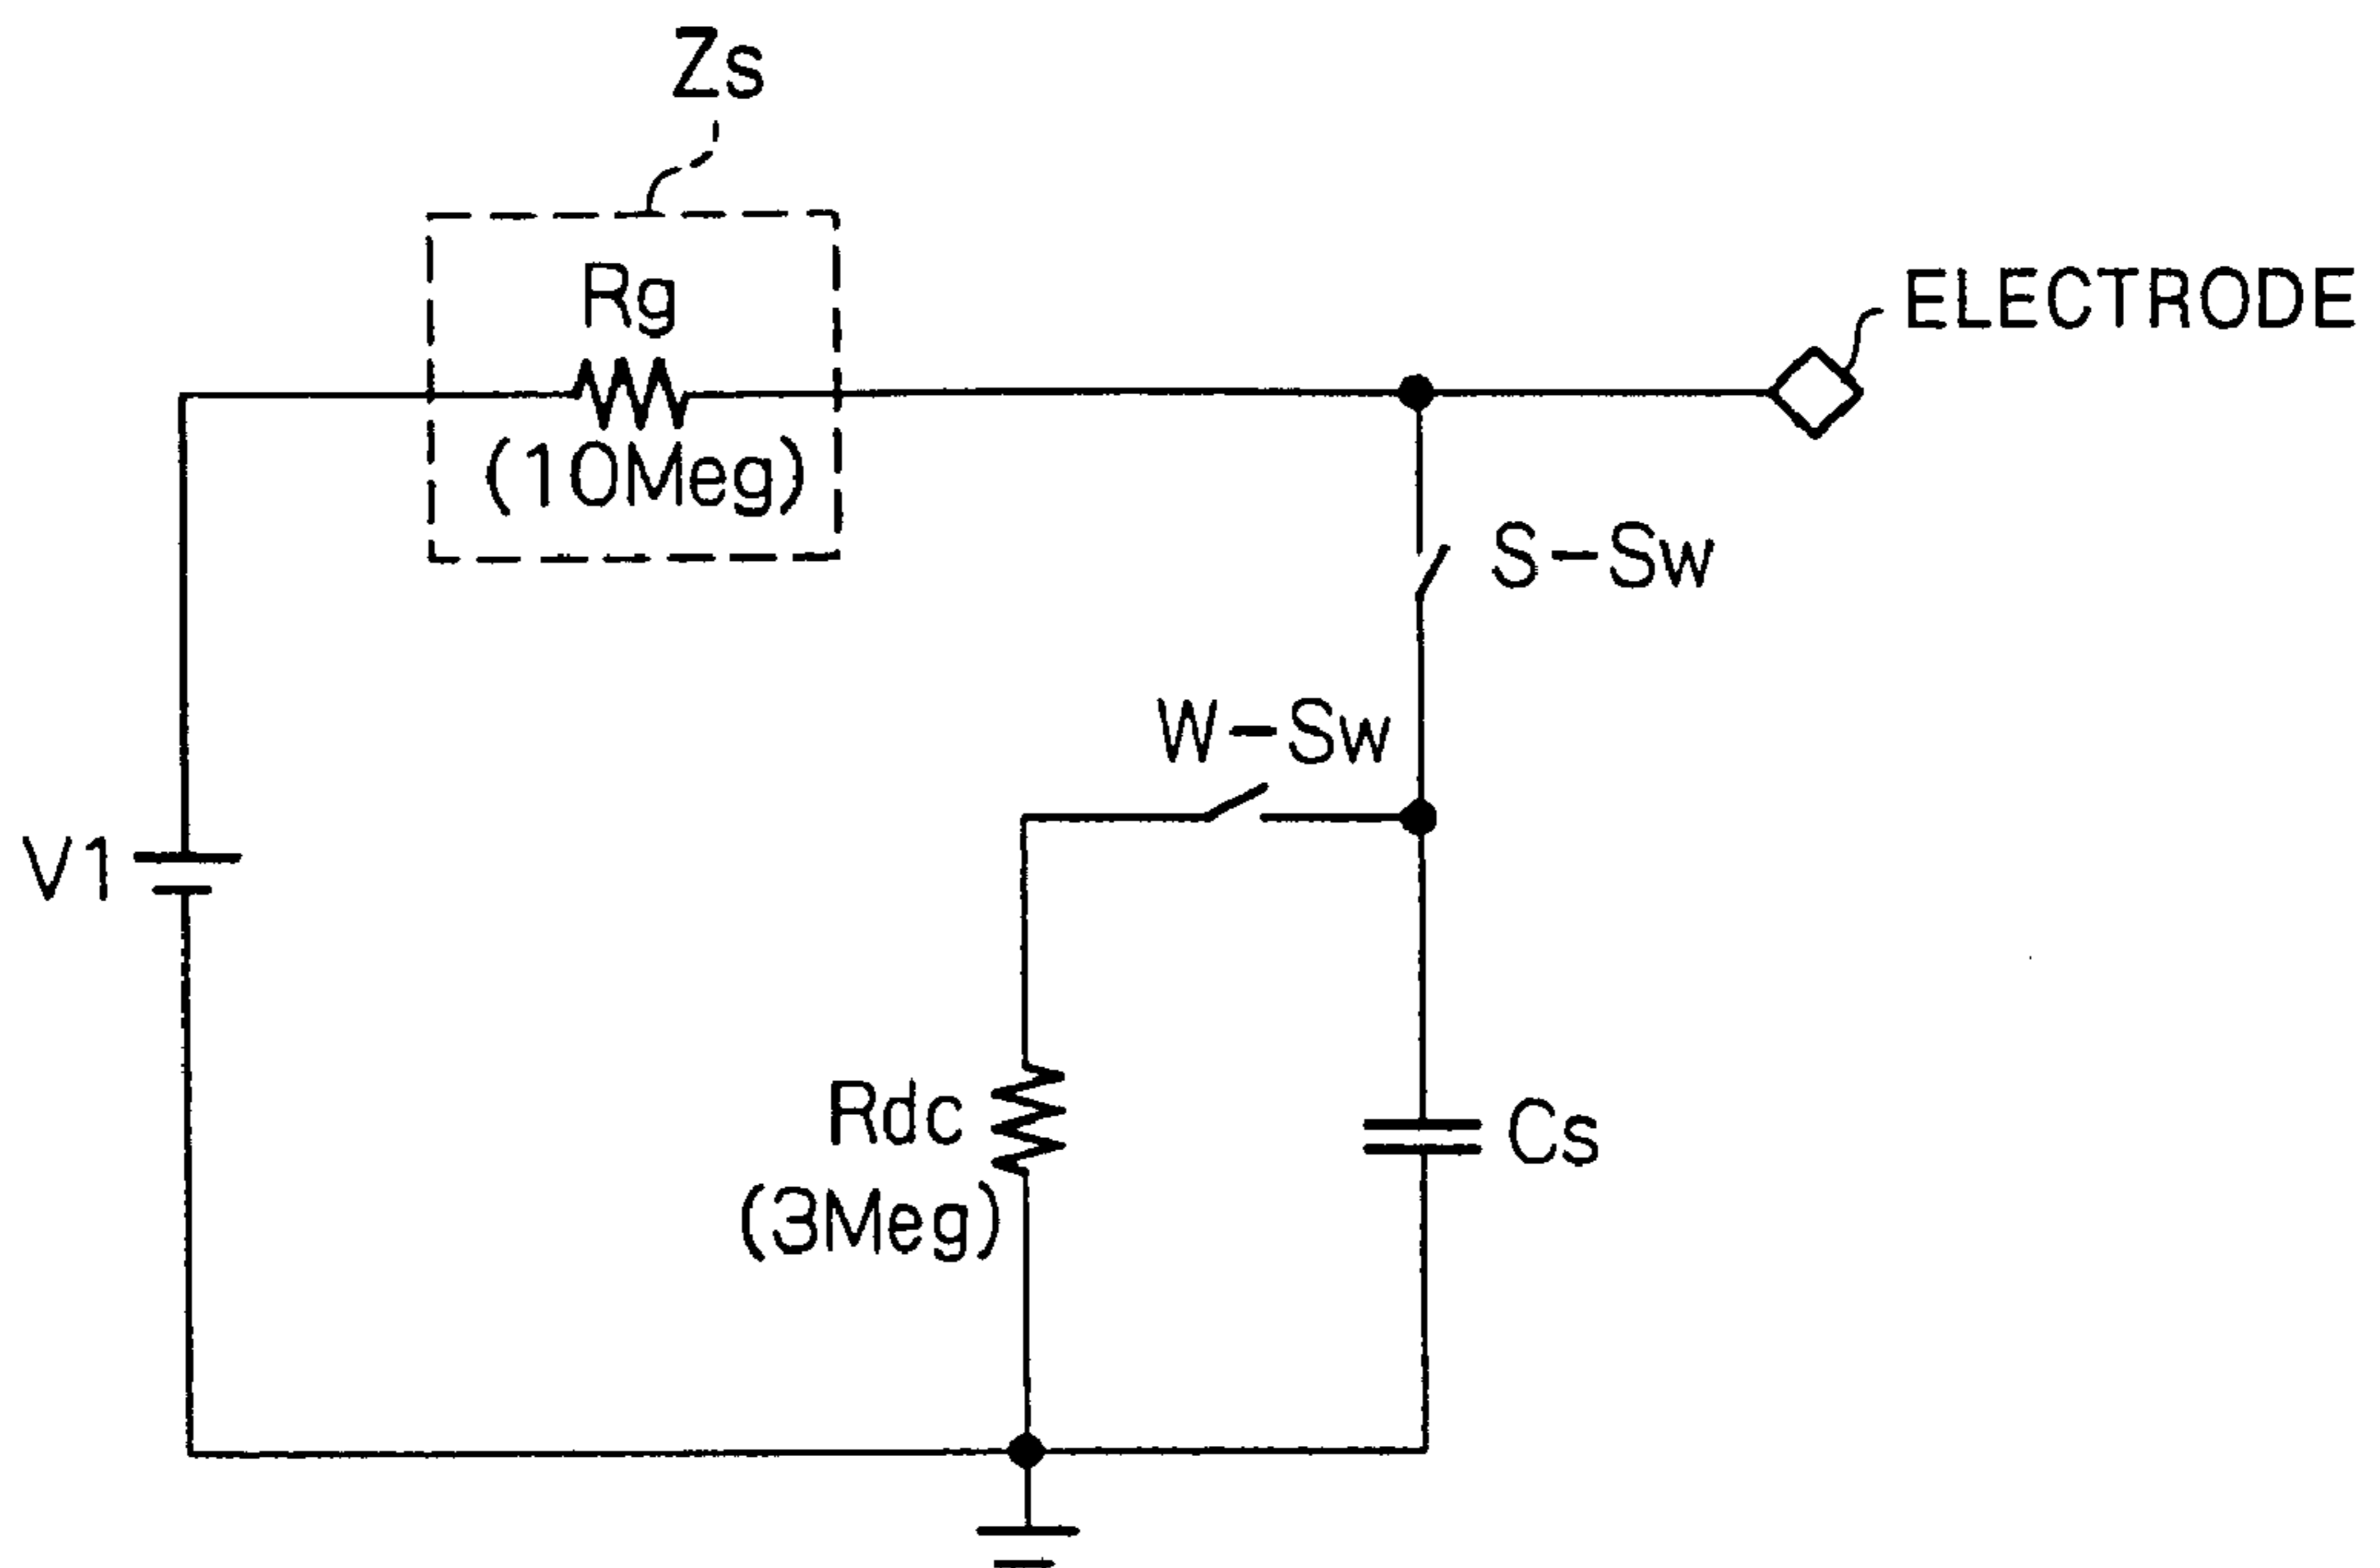 Zs
Rg
(10Meg)
ELECTRODE
S-Sw
W-Sw
V1
Rdc
(3Meg)
Cs